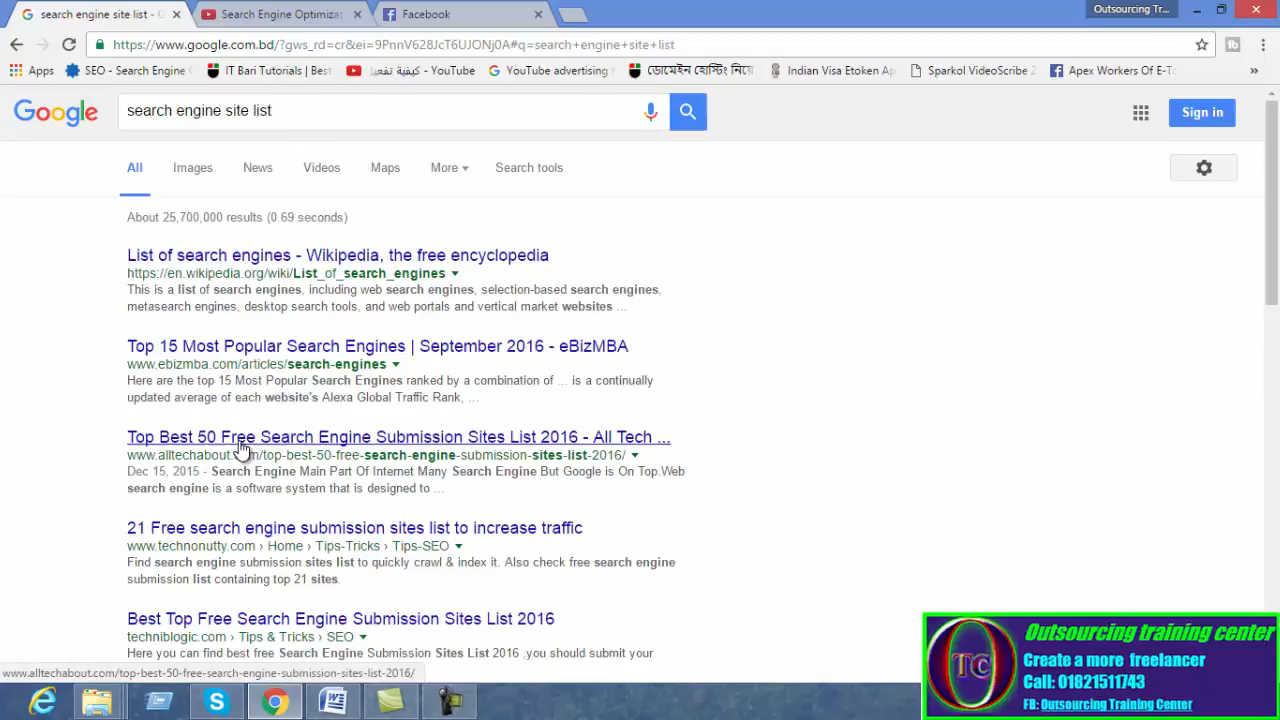 search engine site list - G
Search Engine Optimiza
Facebook
Outsourcing Tr...
https://www.google.com.bd/?gws_rd=cr&ei=9PnnV628JcT6UJONj0A#q=search+engine+site+list
Apps
SEO - Search Engine
IT Bari Tutorials | Best
كيفية تفعيل - YouTube
YouTube advertising
ডোমেইন হোস্টিং নিয়ে
Indian Visa Etoken Ap
Sparkol VideoScribe 2
Apex Workers Of E-To
Google
search engine site list
Sign in
All Images News Videos Maps More Search tools
About 25,700,000 results (0.69 seconds)
List of search engines - Wikipedia, the free encyclopedia
https://en.wikipedia.org/wiki/List_of_search_engines
This is a list of search engines, including web search engines, selection-based search engines,
metasearch engines, desktop search tools, and web portals and vertical market websites ...
Top 15 Most Popular Search Engines | September 2016 - eBizMBA
www.ebizmba.com/articles/search-engines
Here are the top 15 Most Popular Search Engines ranked by a combination of ... is a continually
updated average of each website's Alexa Global Traffic Rank, ...
Top Best 50 Free Search Engine Submission Sites List 2016 - All Tech ...
www.alltechabout.com/top-best-50-free-search-engine-submission-sites-list-2016/
Dec 15, 2015 - Search Engine Main Part Of Internet Many Search Engine But Google is On Top.Web
search engine is a software system that is designed to ...
21 Free search engine submission sites list to increase traffic
www.technonutty.com › Home › Tips-Tricks › Tips-SEO
Find search engine submission sites list to quickly crawl & index it. Also check free search engine
submission list containing top 21 sites.
Best Top Free Search Engine Submission Sites List 2016
techniblogic.com › Tips & Tricks › SEO
Here you can find best free Search Engine Submission Sites List 2016 ,you should submit your
www.alltechabout.com/top-best-50-free-search-engine-submission-sites-list-2016/
OTC
Outsourcing training center
Create a more freelancer
Call: 01821511743
FB: Outsourcing Training Center